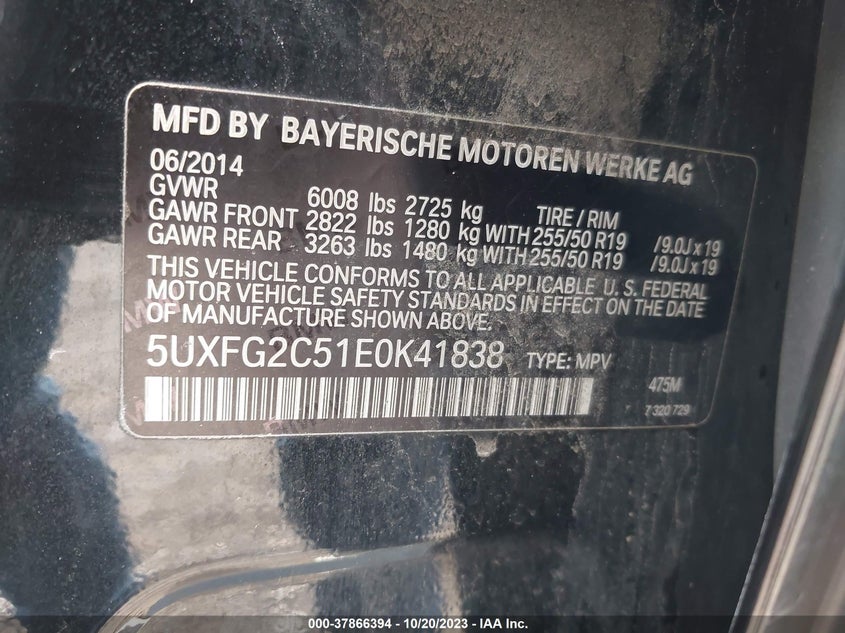 MFD BY BAYERISCHE MOTOREN WERKE AG
06/2014
GVWR 6008 lbs 2725 kg TIRE / RIM
GAWR FRONT 2822 lbs 1280 kg WITH 255/50 R19 /9.0J x 19
GAWR REAR 3263 lbs 1480 kg WITH 255/50 R19 /9.0J x 19
THIS VEHICLE CONFORMS TO ALL APPLICABLE U.S. FEDERAL
MOTOR VEHICLE SAFETY STANDARDS IN EFFECT ON THE DATE
OF MANUFACTURE SHOWN ABOVE.
5UXFG2C51E0K41838 TYPE: MPV
475M
7 320 729
000-37866394 - 10/20/2023 - IAA Inc.